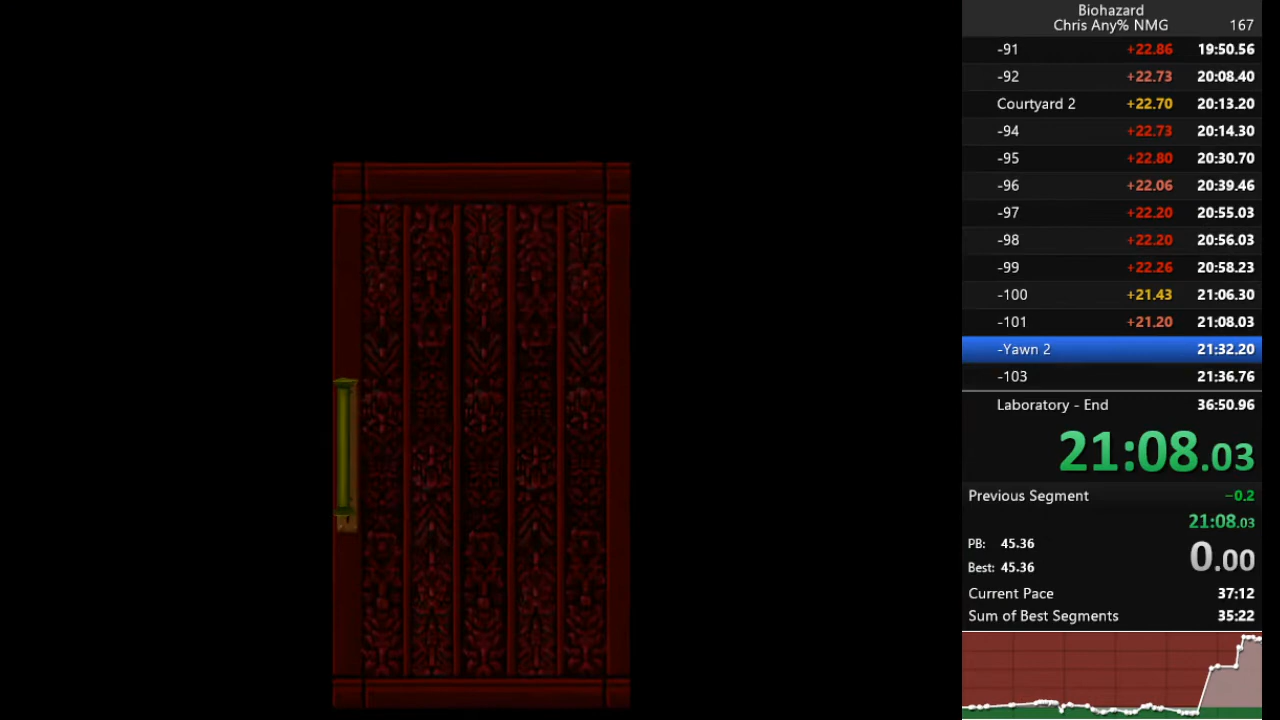 Biohazard
Chris Any% NMG 167
-91 +22.86 19:50.56
-92 +22.73 20:08.40
Courtyard 2 +22.70 20:13.20
-94 +22.73 20:14.30
-95 +22.80 20:30.70
-96 +22.06 20:39.46
-97 +22.20 20:55.03
-98 +22.20 20:56.03
-99 +22.26 20:58.23
-100 +21.43 21:06.30
-101 +21.20 21:08.03
-Yawn 2 21:32.20
-103 21:36.76
Laboratory - End 36:50.96
21:08.03
Previous Segment −0.2
21:08.03
PB: 45.36
0.00
Best: 45.36
Current Pace 37:12
Sum of Best Segments 35:22